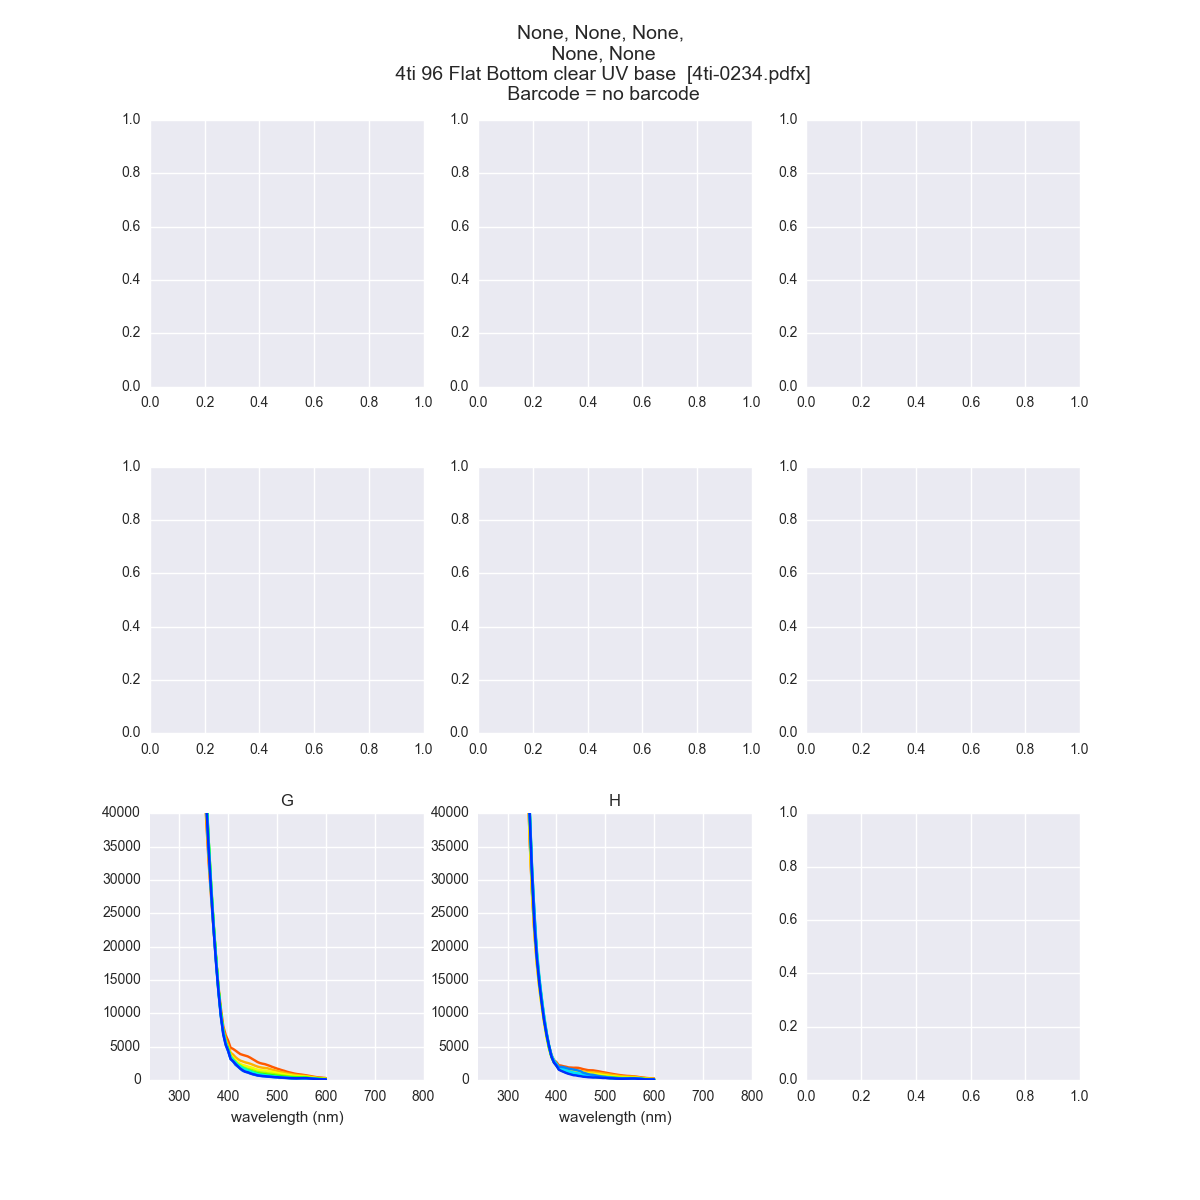 None, None, None,
None, None
4ti 96 Flat Bottom clear UV base  [4ti-0234.pdfx]
Barcode = no barcode
1.0 1.0 1.0
0.8 0.8 0.8
0.6 0.6 0.6
0.4 0.4 0.4
0.2 0.2 0.2
0.0 0.0 0.0
0.0 0.2 0.4 0.6 0.8 1.0 0.0 0.2 0.4 0.6 0.8 1.0 0.0 0.2 0.4 0.6 0.8 1.0
1.0 1.0 1.0
0.8 0.8 0.8
0.6 0.6 0.6
0.4 0.4 0.4
0.2 0.2 0.2
0.0 0.0 0.0
0.0 0.2 0.4 0.6 0.8 1.0 0.0 0.2 0.4 0.6 0.8 1.0 0.0 0.2 0.4 0.6 0.8 1.0
G
40000
35000
30000
25000
20000
15000
10000
5000
0
300 400 500 600 700 800
wavelength (nm)
H
40000
35000
30000
25000
20000
15000
10000
5000
0
300 400 500 600 700 800
wavelength (nm)
1.0
0.8
0.6
0.4
0.2
0.0
0.0 0.2 0.4 0.6 0.8 1.0